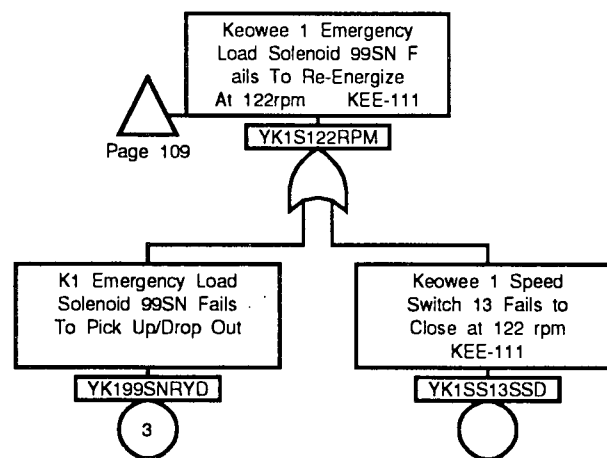 Keowee 1 Emergency
Load Solenoid 99SN F
ails To Re-Energize
At 122rpm KEE-111
Page 109
YK1S122RPM
K1 Emergency Load
Solenoid 99SN Fails
To Pick Up/Drop Out
YK199SNRYD
3
Keowee 1 Speed
Switch 13 Fails to
Close at 122 rpm
KEE-111
YK1SS13SSD